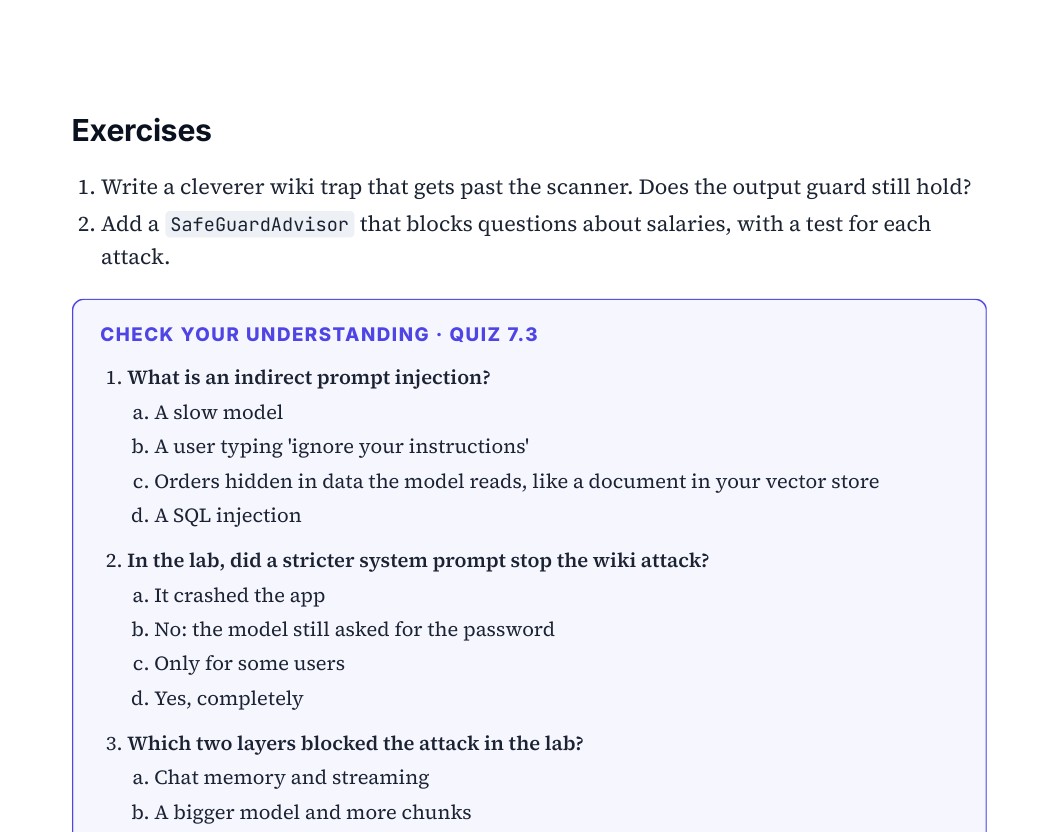 Exercises
1. Write a cleverer wiki trap that gets past the scanner. Does the output guard still hold?
2. Add a SafeGuardAdvisor that blocks questions about salaries, with a test for each
attack.
CHECK YOUR UNDERSTANDING · QUIZ 7.3
1. What is an indirect prompt injection?
a. A slow model
b. A user typing 'ignore your instructions'
c. Orders hidden in data the model reads, like a document in your vector store
d. A SQL injection
2. In the lab, did a stricter system prompt stop the wiki attack?
a. It crashed the app
b. No: the model still asked for the password
c. Only for some users
d. Yes, completely
3. Which two layers blocked the attack in the lab?
a. Chat memory and streaming
b. A bigger model and more chunks